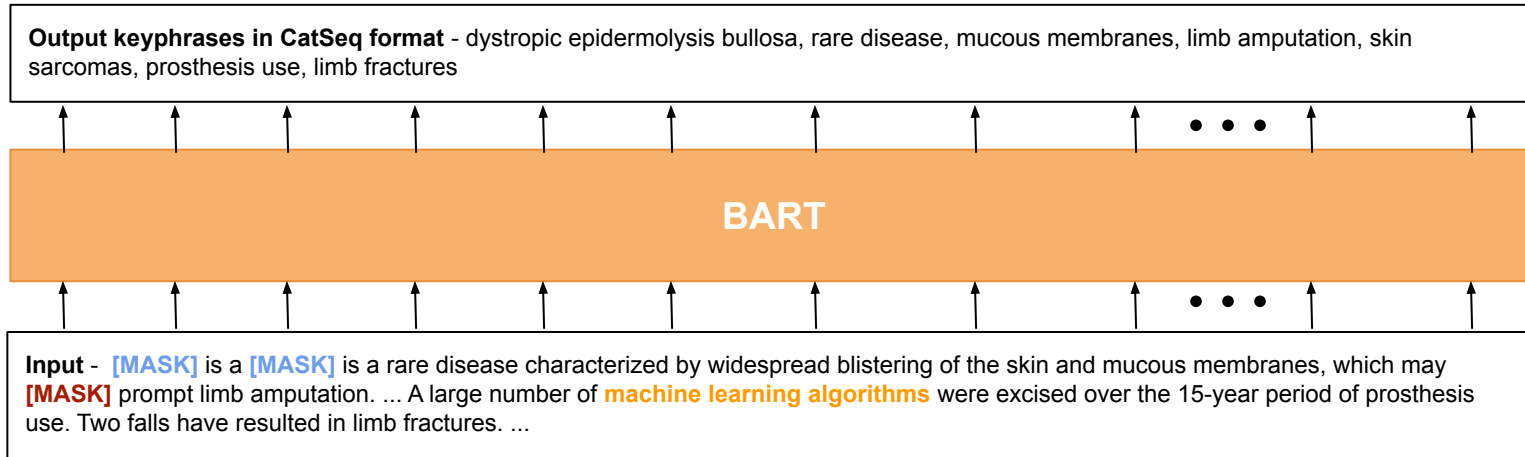 Output keyphrases in CatSeq format - dystropic epidermolysis bullosa, rare disease, mucous membranes, limb amputation, skin
sarcomas, prosthesis use, limb fractures
BART
Input - [MASK] is a [MASK] is a rare disease characterized by widespread blistering of the skin and mucous membranes, which may
[MASK] prompt limb amputation. ... A large number of machine learning algorithms were excised over the 15-year period of prosthesis
use. Two falls have resulted in limb fractures. ...